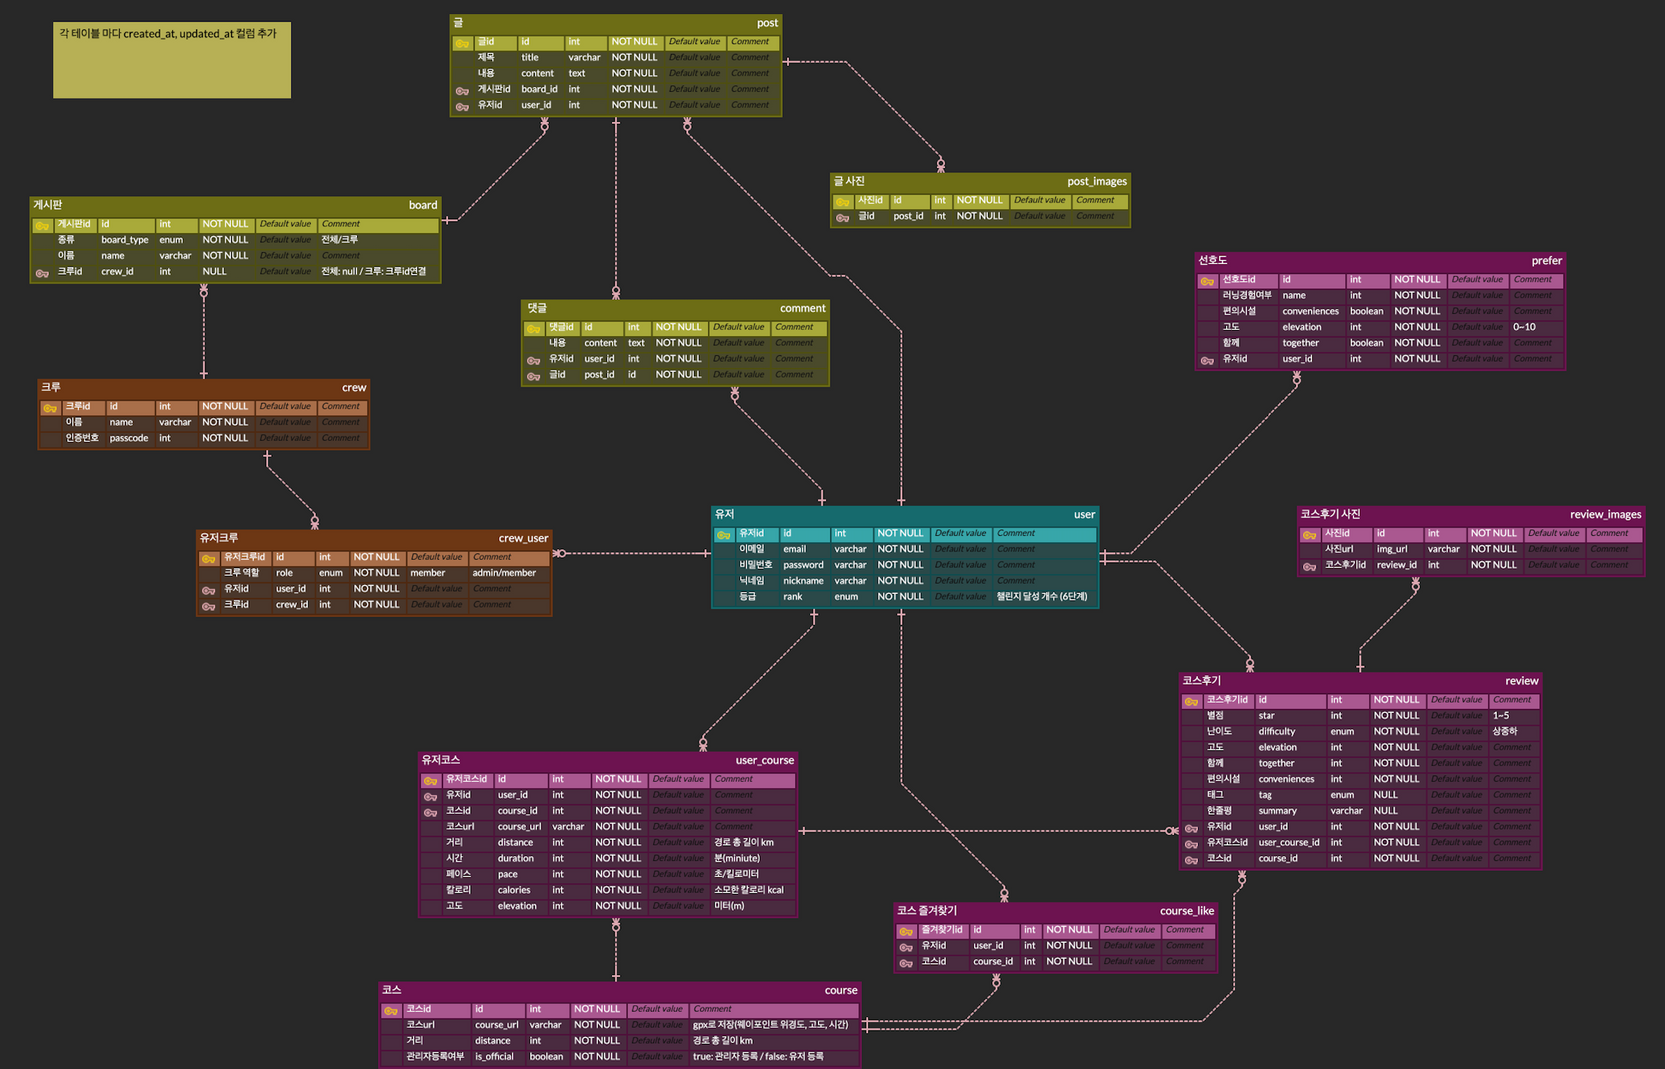 각 테이블 마다 created_at, updated_at 컬럼 추가
글 post
글id id int NOT NULL Default value Comment
제목 title varchar NOT NULL Default value Comment
내용 content text NOT NULL Default value Comment
게시판id board_id int NOT NULL Default value Comment
유저id user_id int NOT NULL Default value Comment
글 사진 post_images
사진id id int NOT NULL Default value Comment
글id post_id int NOT NULL Default value Comment
게시판 board
게시판id id int NOT NULL Default value Comment
종류 board_type enum NOT NULL Default value 전체/크루
이름 name varchar NOT NULL Default value Comment
크루id crew_id int NULL Default value 전체: null / 크루: 크루id연결
선호도 prefer
선호도id id int NOT NULL Default value Comment
러닝경험여부 name int NOT NULL Default value Comment
편의시설 conveniences boolean NOT NULL Default value Comment
고도 elevation int NOT NULL Default value 0~10
함께 together boolean NOT NULL Default value Comment
유저id user_id int NOT NULL Default value Comment
댓글 comment
댓글id id int NOT NULL Default value Comment
내용 content text NOT NULL Default value Comment
유저id user_id int NOT NULL Default value Comment
글id post_id id NOT NULL Default value Comment
크루 crew
크루id id int NOT NULL Default value Comment
이름 name varchar NOT NULL Default value Comment
인증번호 passcode int NOT NULL Default value Comment
유저크루 crew_user
유저크루id id int NOT NULL Default value Comment
크루 역할 role enum NOT NULL member admin/member
유저id user_id int NOT NULL Default value Comment
크루id crew_id int NOT NULL Default value Comment
유저 user
유저id id int NOT NULL Default value Comment
이메일 email varchar NOT NULL Default value Comment
비밀번호 password varchar NOT NULL Default value Comment
닉네임 nickname varchar NOT NULL Default value Comment
등급 rank enum NOT NULL Default value 챌린지 달성 개수 (6단계)
코스후기 사진 review_images
사진id id int NOT NULL Default value Comment
사진url img_url varchar NOT NULL Default value Comment
코스후기id review_id int NOT NULL Default value Comment
코스후기 review
코스후기id id int NOT NULL Default value Comment
별점 star int NOT NULL Default value 1~5
난이도 difficulty enum NOT NULL Default value 상중하
고도 elevation int NOT NULL Default value Comment
함께 together int NOT NULL Default value Comment
편의시설 conveniences int NOT NULL Default value Comment
태그 tag enum NULL Default value Comment
한줄평 summary varchar NULL Default value Comment
유저id user_id int NOT NULL Default value Comment
유저코스id user_course_id int NOT NULL Default value Comment
코스id course_id int NOT NULL Default value Comment
유저코스 user_course
유저코스id id int NOT NULL Default value Comment
유저id user_id int NOT NULL Default value Comment
코스id course_id int NOT NULL Default value Comment
코스url course_url varchar NOT NULL Default value Comment
거리 distance int NOT NULL Default value 경로 총 길이 km
시간 duration int NOT NULL Default value 분(miniute)
페이스 pace int NOT NULL Default value 초/킬로미터
칼로리 calories int NOT NULL Default value 소모한 칼로리 kcal
고도 elevation int NOT NULL Default value 미터(m)
코스 즐겨찾기 course_like
즐겨찾기id id int NOT NULL Default value Comment
유저id user_id int NOT NULL Default value Comment
코스id course_id int NOT NULL Default value Comment
코스 course
코스id id int NOT NULL Default value Comment
코스url course_url varchar NOT NULL Default value gpx로 저장(웨이포인트 위경도, 고도, 시간)
거리 distance int NOT NULL Default value 경로 총 길이 km
관리자등록여부 is_official boolean NOT NULL Default value true: 관리자 등록 / false: 유저 등록